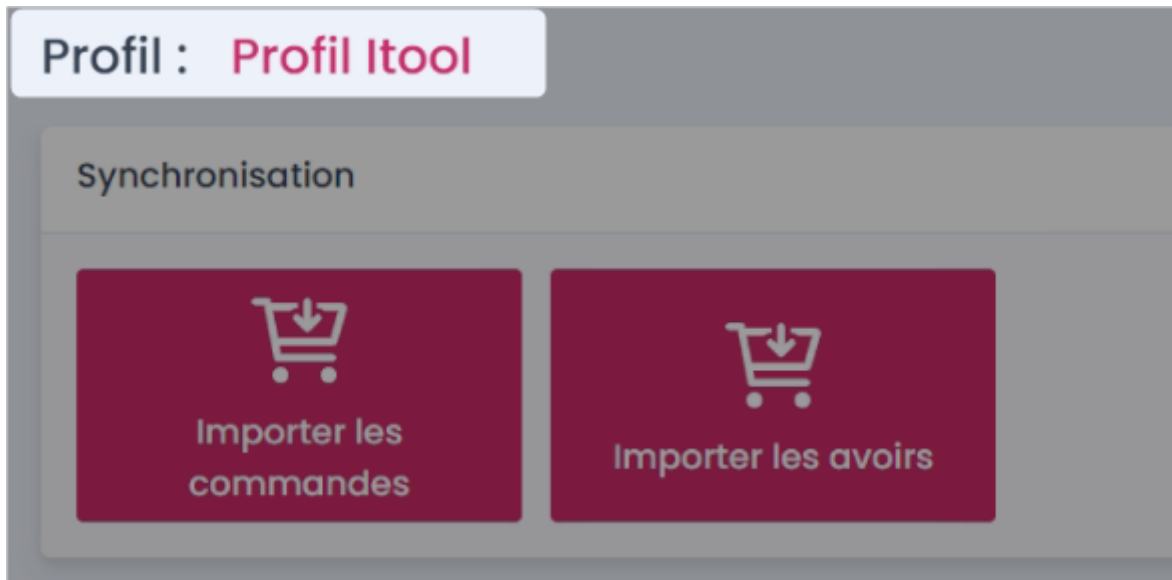 Profil : Profil Itool
Synchronisation
Importer les
commandes
Importer les avoirs